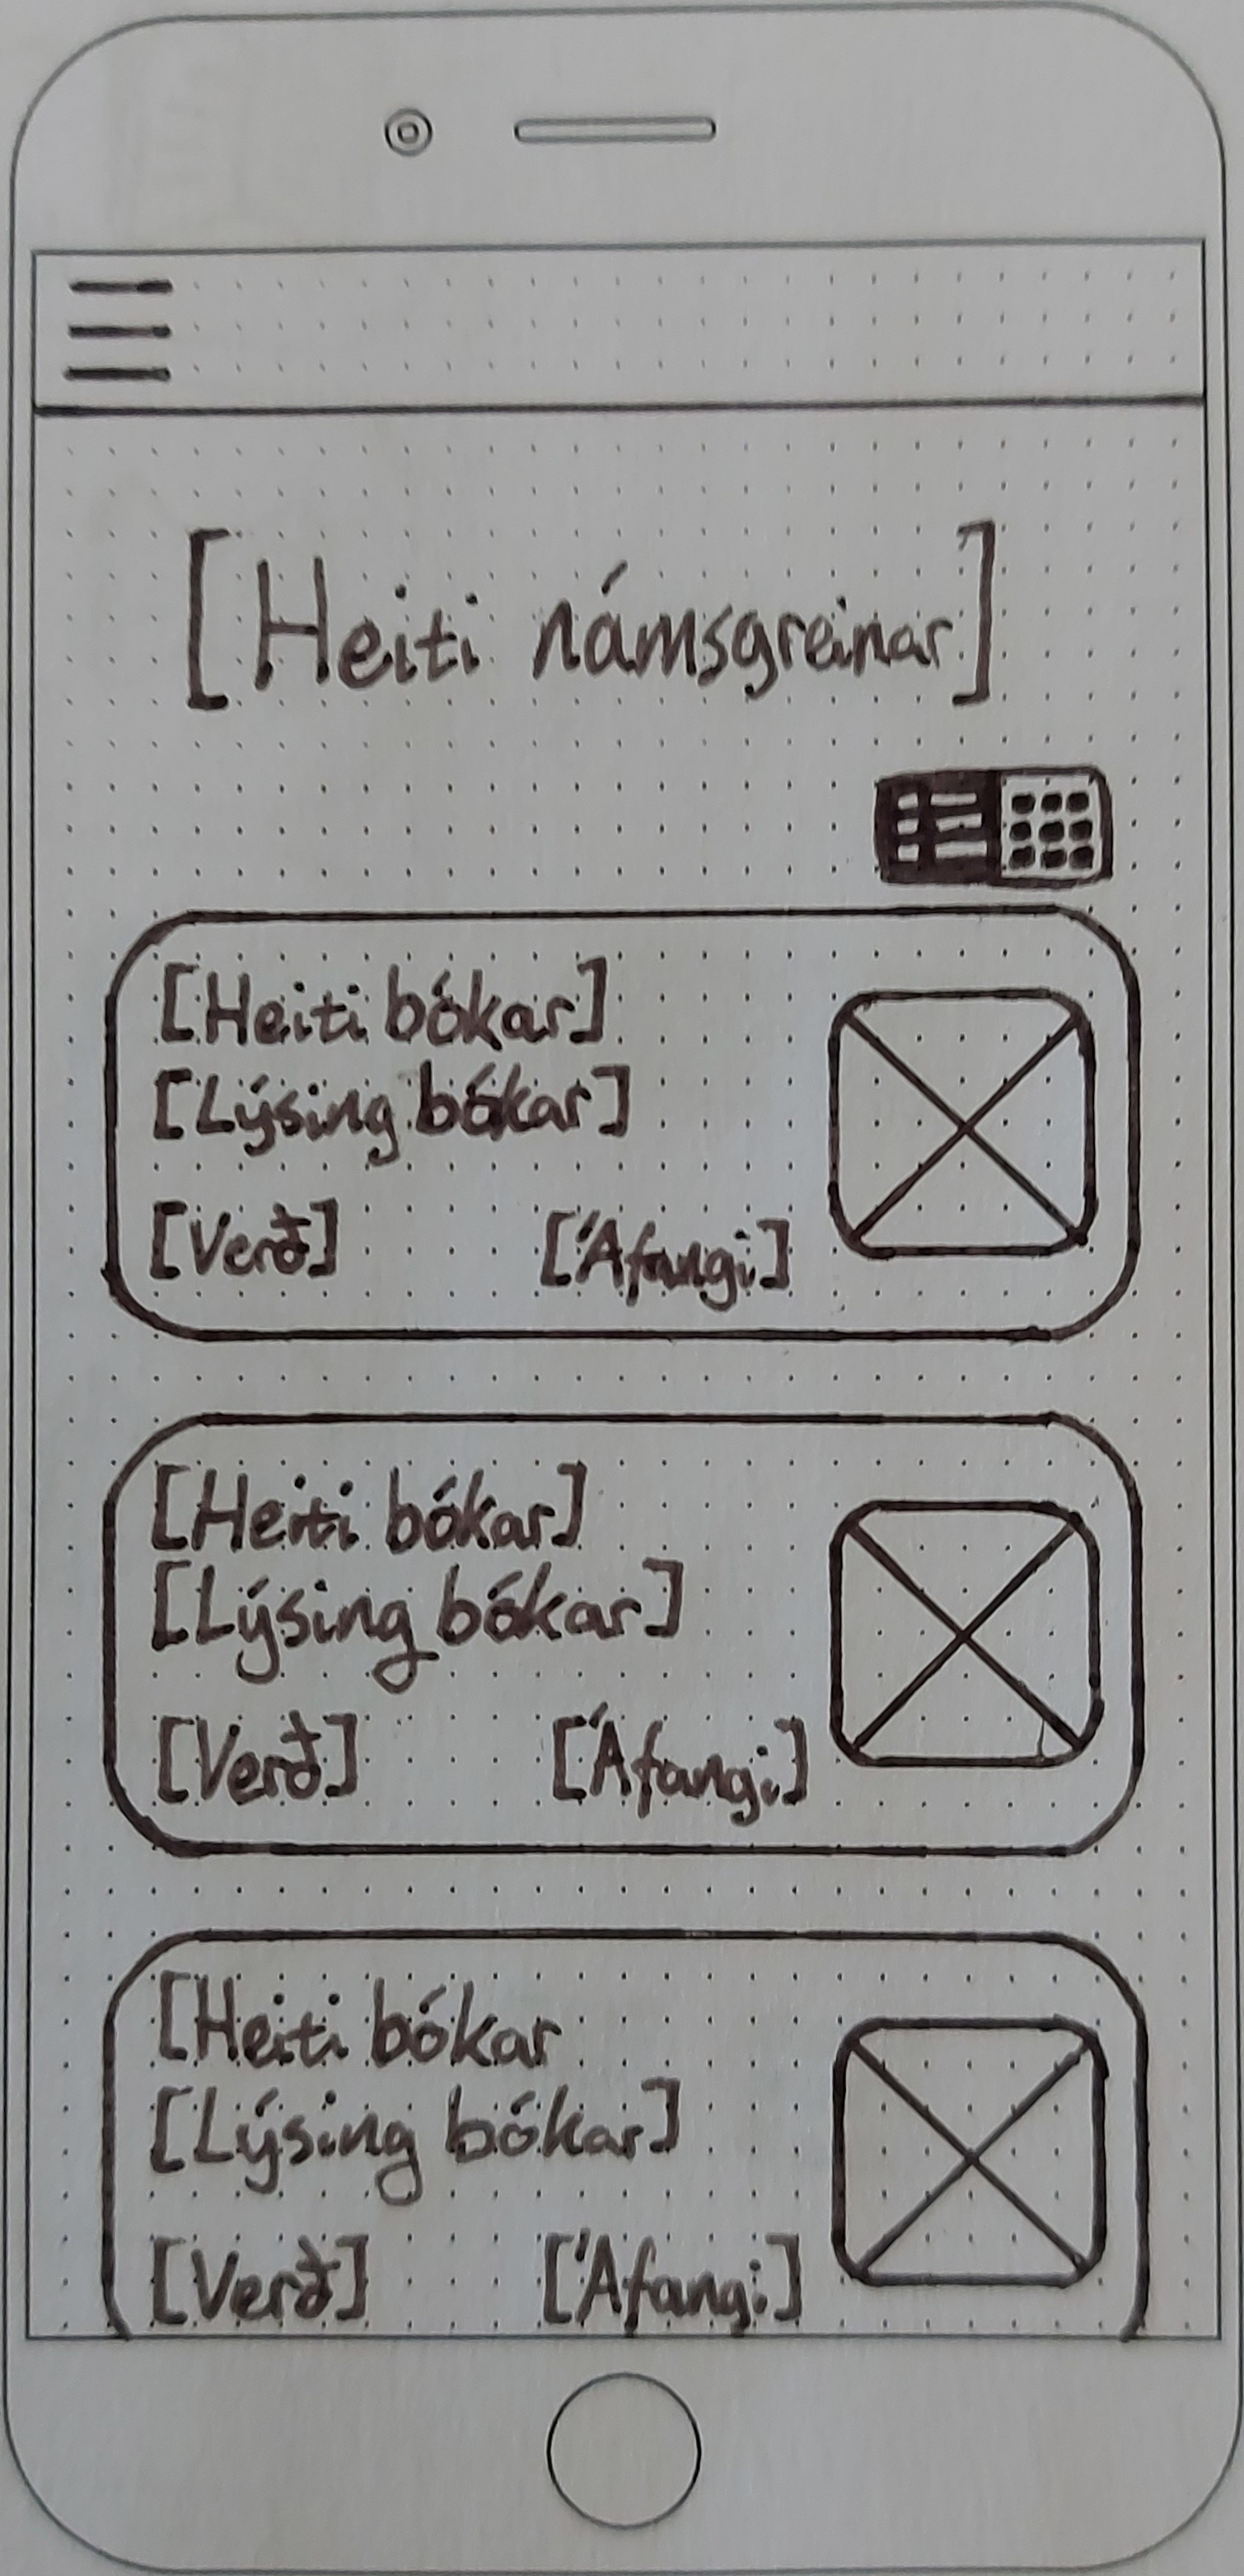 [Heiti námsgreinar]
[Heiti bókar]
[Lýsing bókar]
[Verð] [Áfangi]
[Heiti bókar]
[Lýsing bókar]
[Verð] [Áfangi]
[Heiti bókar
[Lýsing bókar]
[Verð] [Áfangi]